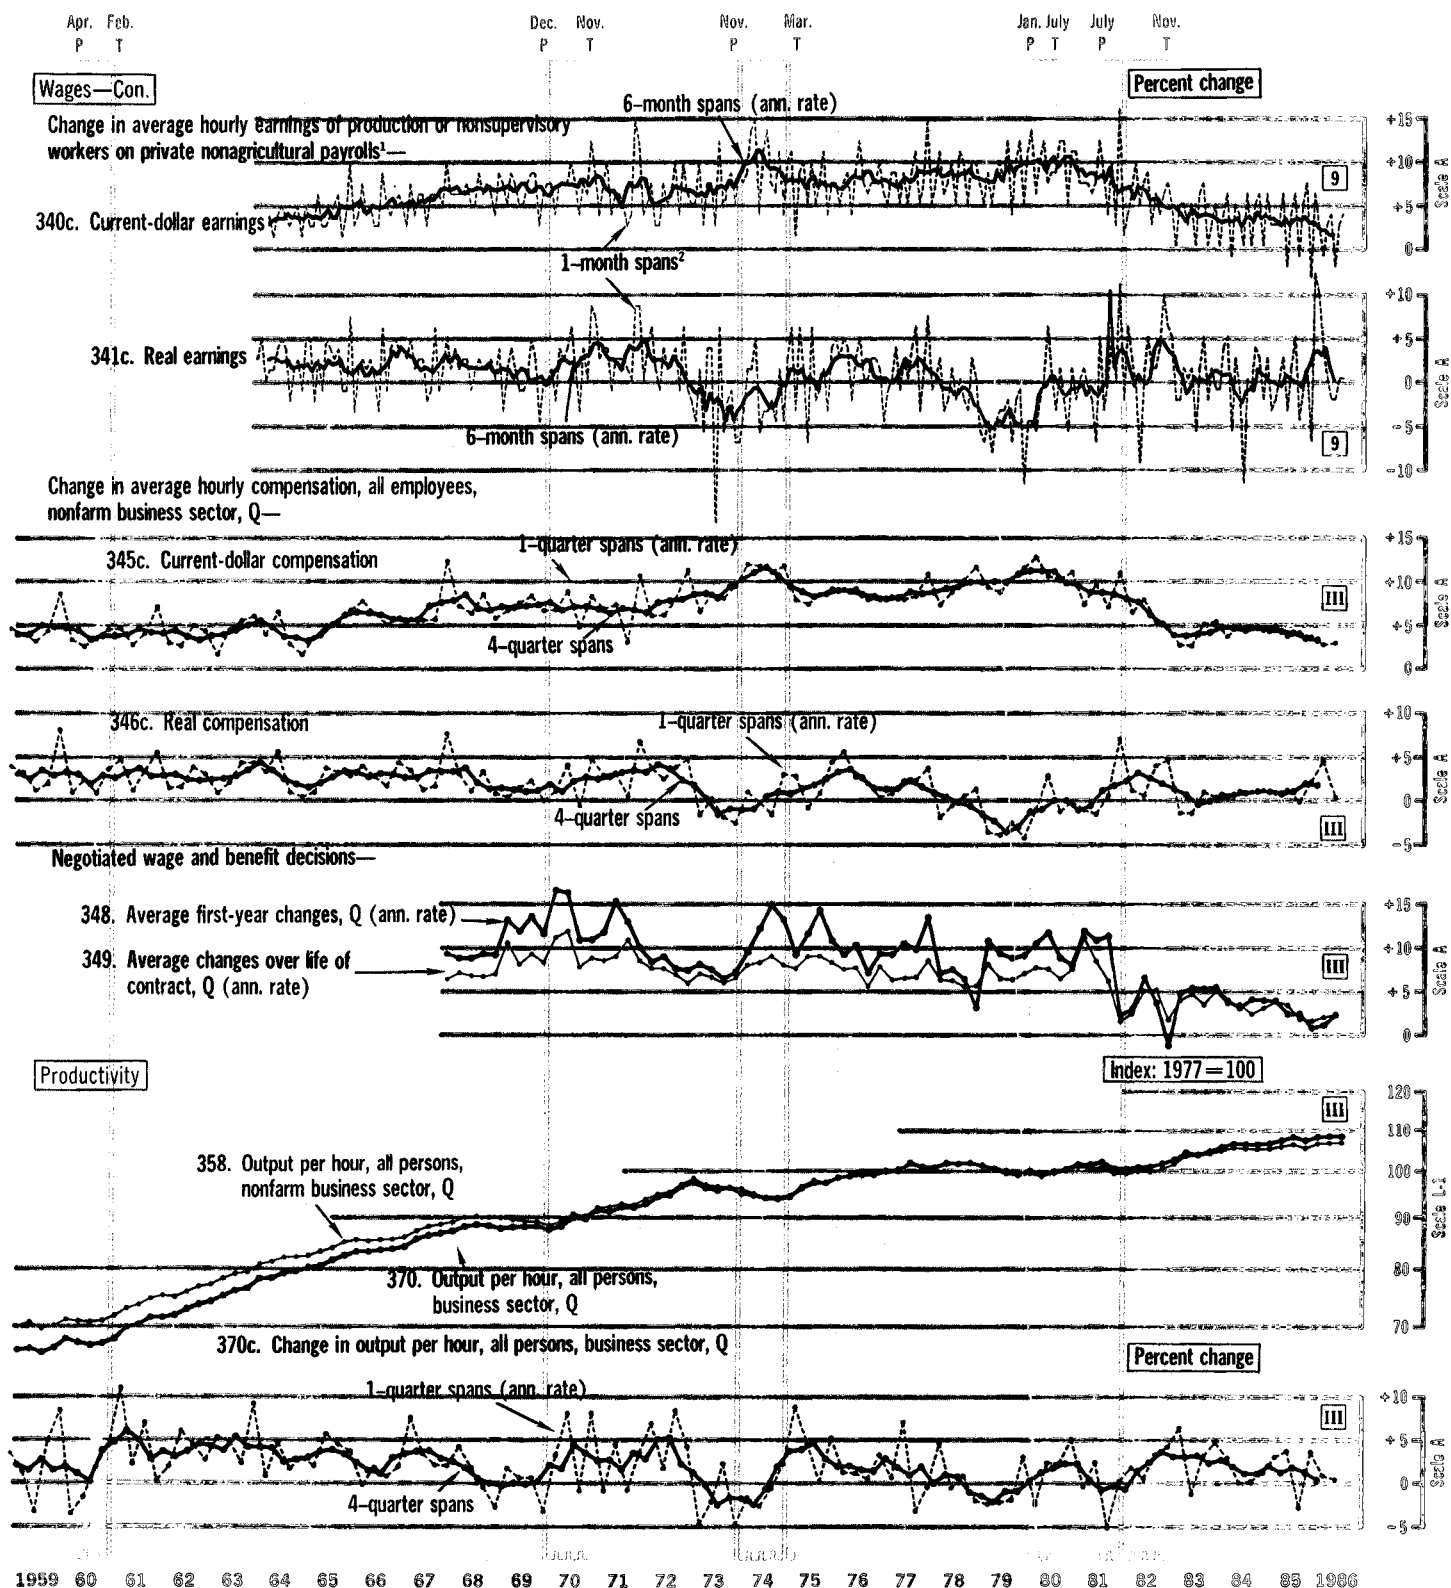 Apr. Feb. Dec. Nov. Nov. Mar. Jan. July July Nov.
P T P T P T P T P T
Wages—Con.
Percent change
6–month spans (ann. rate)
Change in average hourly earnings of production or nonsupervisory
workers on private nonagricultural payrolls¹—
+15
+10
9
+5
0
Scale A
340c. Current-dollar earnings
1–month spans²
+10
+5
0
-5
-10
Scale A
341c. Real earnings
6–month spans (ann. rate)
9
Change in average hourly compensation, all employees,
nonfarm business sector, Q—
1–quarter spans (ann. rate)
345c. Current-dollar compensation
+15
+10
III
+5
0
Scale A
4–quarter spans
346c. Real compensation
1–quarter spans (ann. rate)
+10
+5
0
-5
Scale A
4–quarter spans
III
Negotiated wage and benefit decisions—
348. Average first-year changes, Q (ann. rate)
349. Average changes over life of
contract, Q (ann. rate)
+15
+10
III
+5
0
Scale A
Productivity
Index: 1977=100
120
III
110
100
90
80
70
Scale L-1
358. Output per hour, all persons,
nonfarm business sector, Q
370. Output per hour, all persons,
business sector, Q
370c. Change in output per hour, all persons, business sector, Q
Percent change
1–quarter spans (ann. rate)
+10
III
+5
0
-5
Scale A
4–quarter spans
1959 60 61 62 63 64 65 66 67 68 69 70 71 72 73 74 75 76 77 78 79 80 81 82 83 84 85 1986